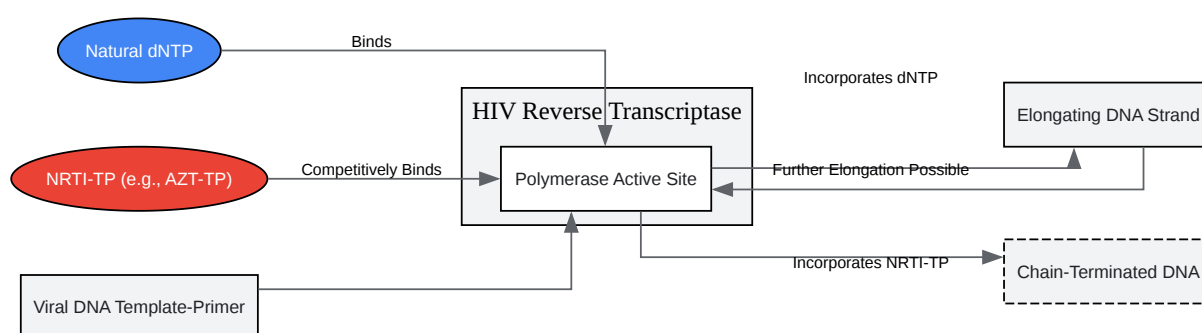 Natural dNTP
Binds
Incorporates dNTP
HIV Reverse Transcriptase
Elongating DNA Strand
NRTI-TP (e.g., AZT-TP)
Competitively Binds
Polymerase Active Site
Further Elongation Possible
Incorporates NRTI-TP
Chain-Terminated DNA
Viral DNA Template-Primer